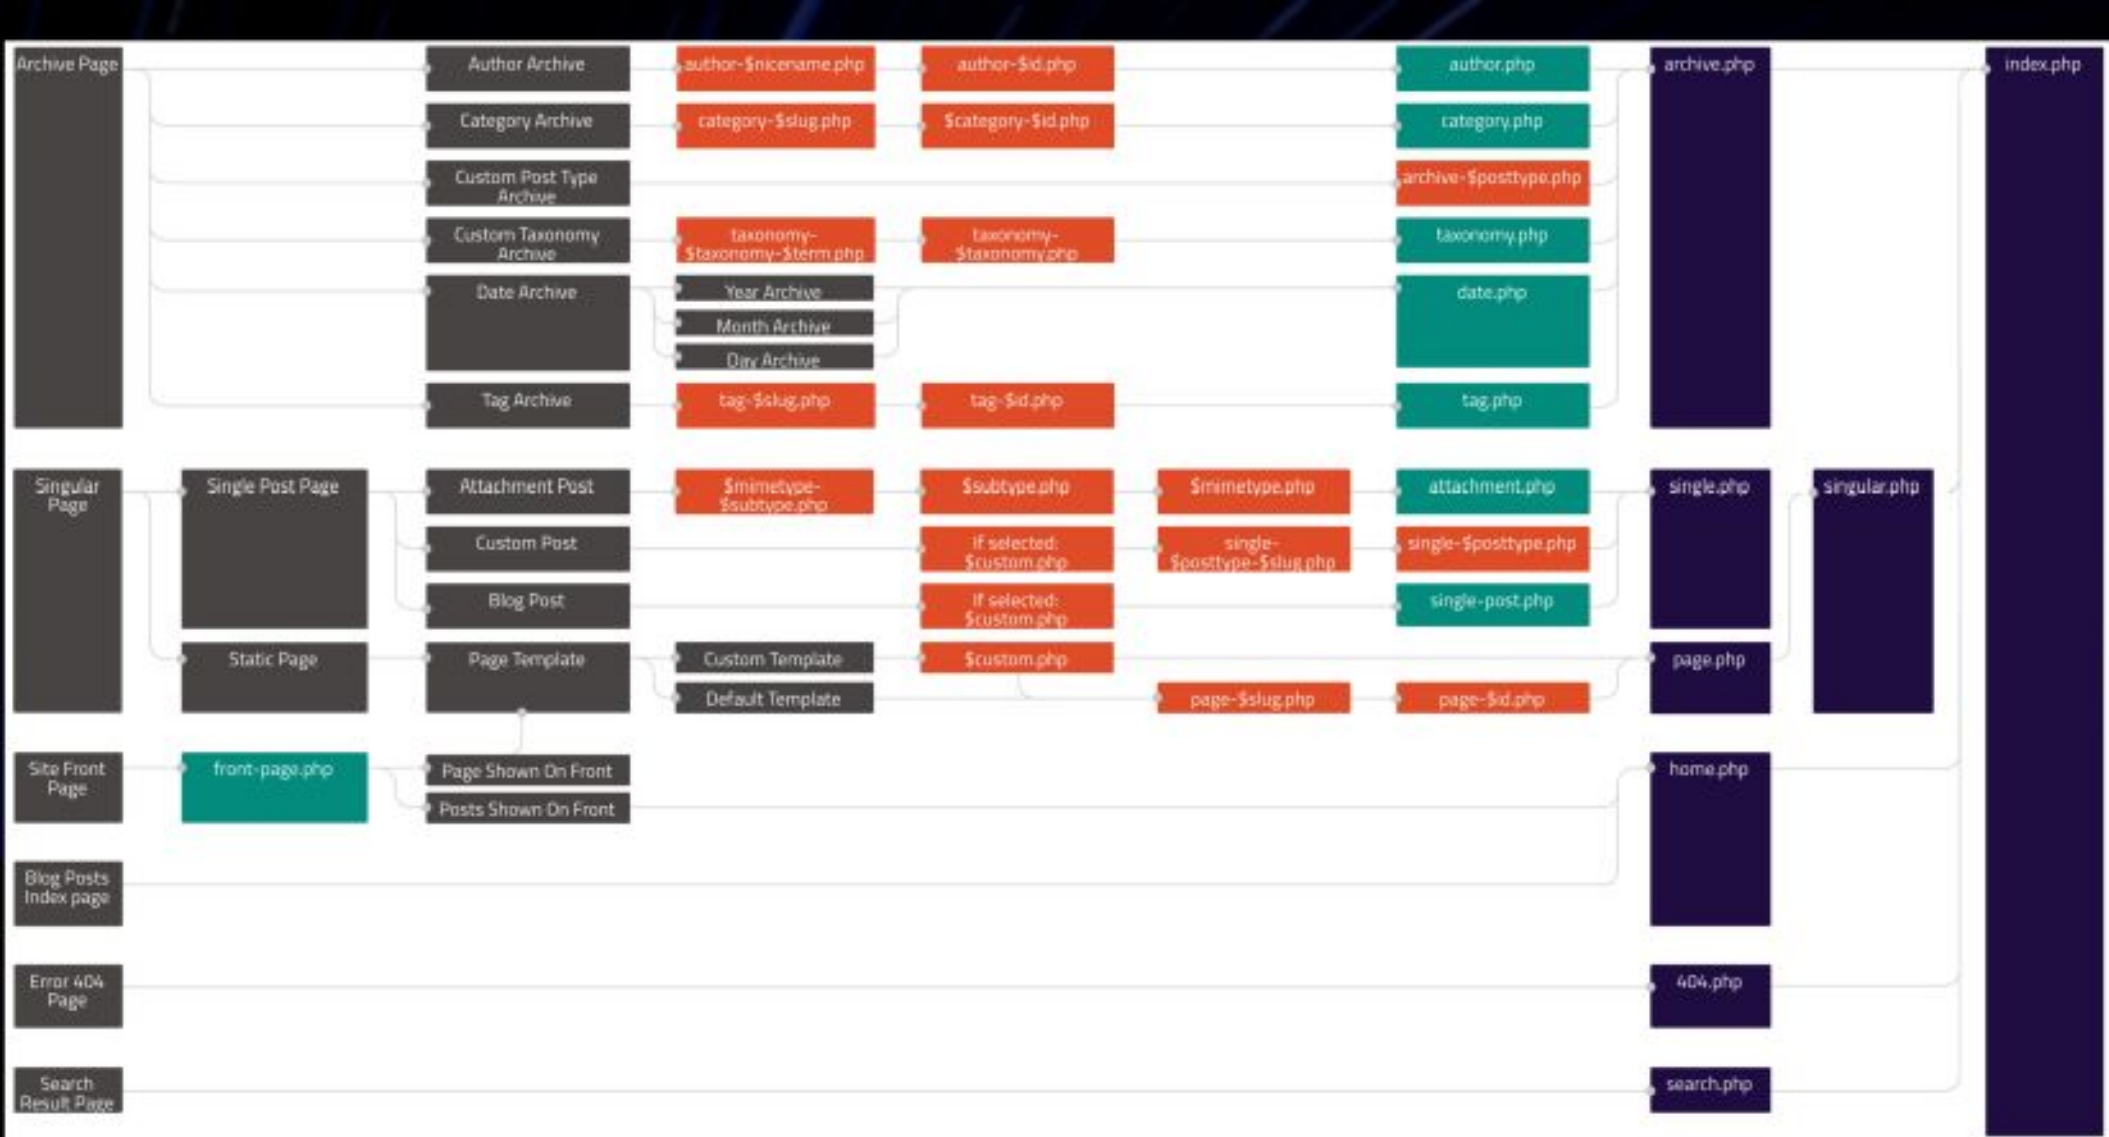 Archive Page
Author Archive
author-$nicename.php
author-$id.php
author.php
archive.php
index.php
Category Archive
category-$slug.php
$category-$id.php
category.php
Custom Post Type
Archive
archive-$posttype.php
Custom Taxonomy
Archive
taxonomy-
$taxonomy-$term.php
taxonomy-
$taxonomy.php
taxonomy.php
Date Archive
Year Archive
Month Archive
Day Archive
date.php
Tag Archive
tag-$slug.php
tag-$id.php
tag.php
Singular
Page
Single Post Page
Attachment Post
$mimetype-
$subtype.php
$subtype.php
$mimetype.php
attachment.php
single.php
singular.php
Custom Post
If selected:
$custom.php
single-
$posttype-$slug.php
single-$posttype.php
Blog Post
If selected:
$custom.php
single-post.php
Static Page
Page Template
Custom Template
$custom.php
page.php
Default Template
page-$slug.php
page-$id.php
Site Front
Page
front-page.php
Page Shown On Front
Posts Shown On Front
home.php
Blog Posts
Index page
Error 404
Page
404.php
Search
Result Page
search.php